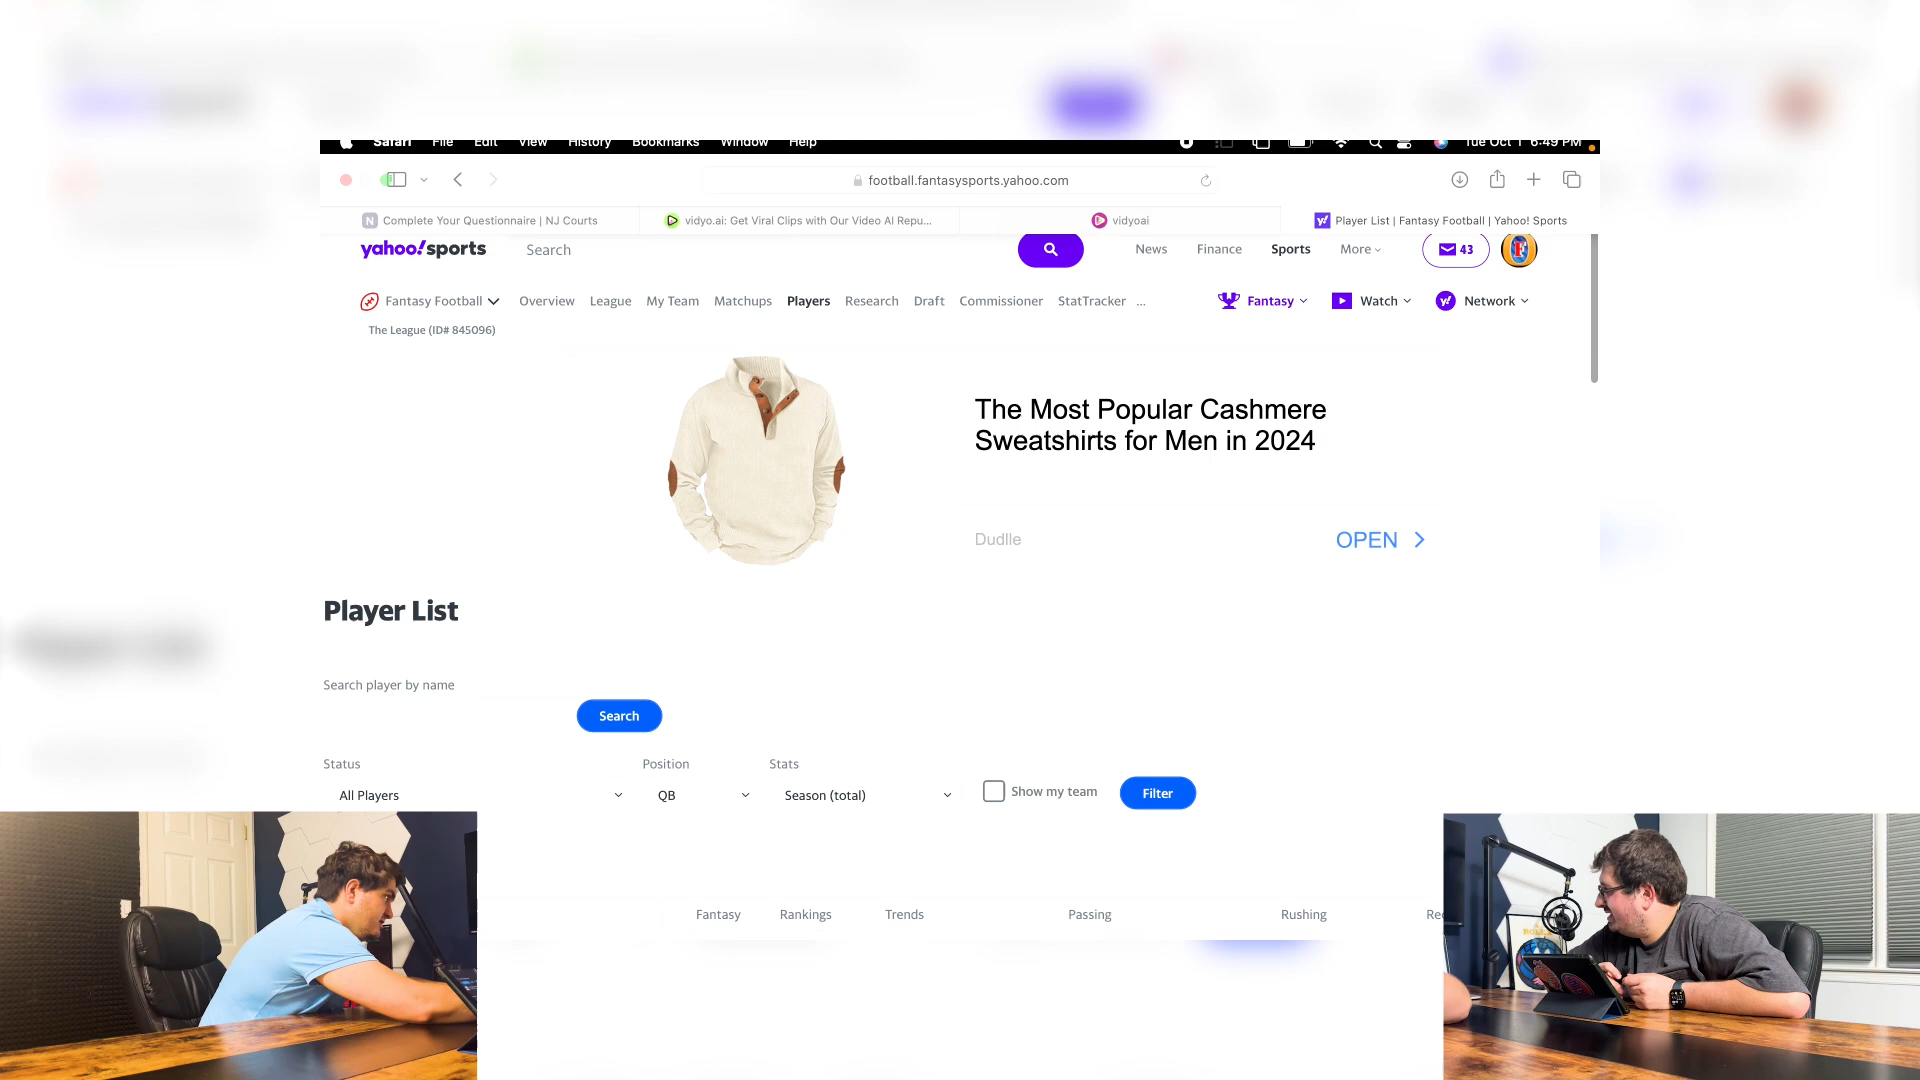 Safari File Edit View History Bookmarks Window Help Tue Oct 1 6:49 PM
football.fantasysports.yahoo.com
N Complete Your Questionnaire | NJ Courts vidyo.ai: Get Viral Clips with Our Video AI Repu... vidyoai y! Player List | Fantasy Football | Yahoo! Sports
yahoo!sports Search News Finance Sports More 43
Fantasy Football Overview League My Team Matchups Players Research Draft Commissioner StatTracker ... Fantasy Watch y! Network
The League (ID# 845096)
The Most Popular Cashmere
Sweatshirts for Men in 2024
Dudlle OPEN
Player List
Search player by name
Search
Status Position Stats
All Players QB Season (total) Show my team Filter
Fantasy Rankings Trends Passing Rushing